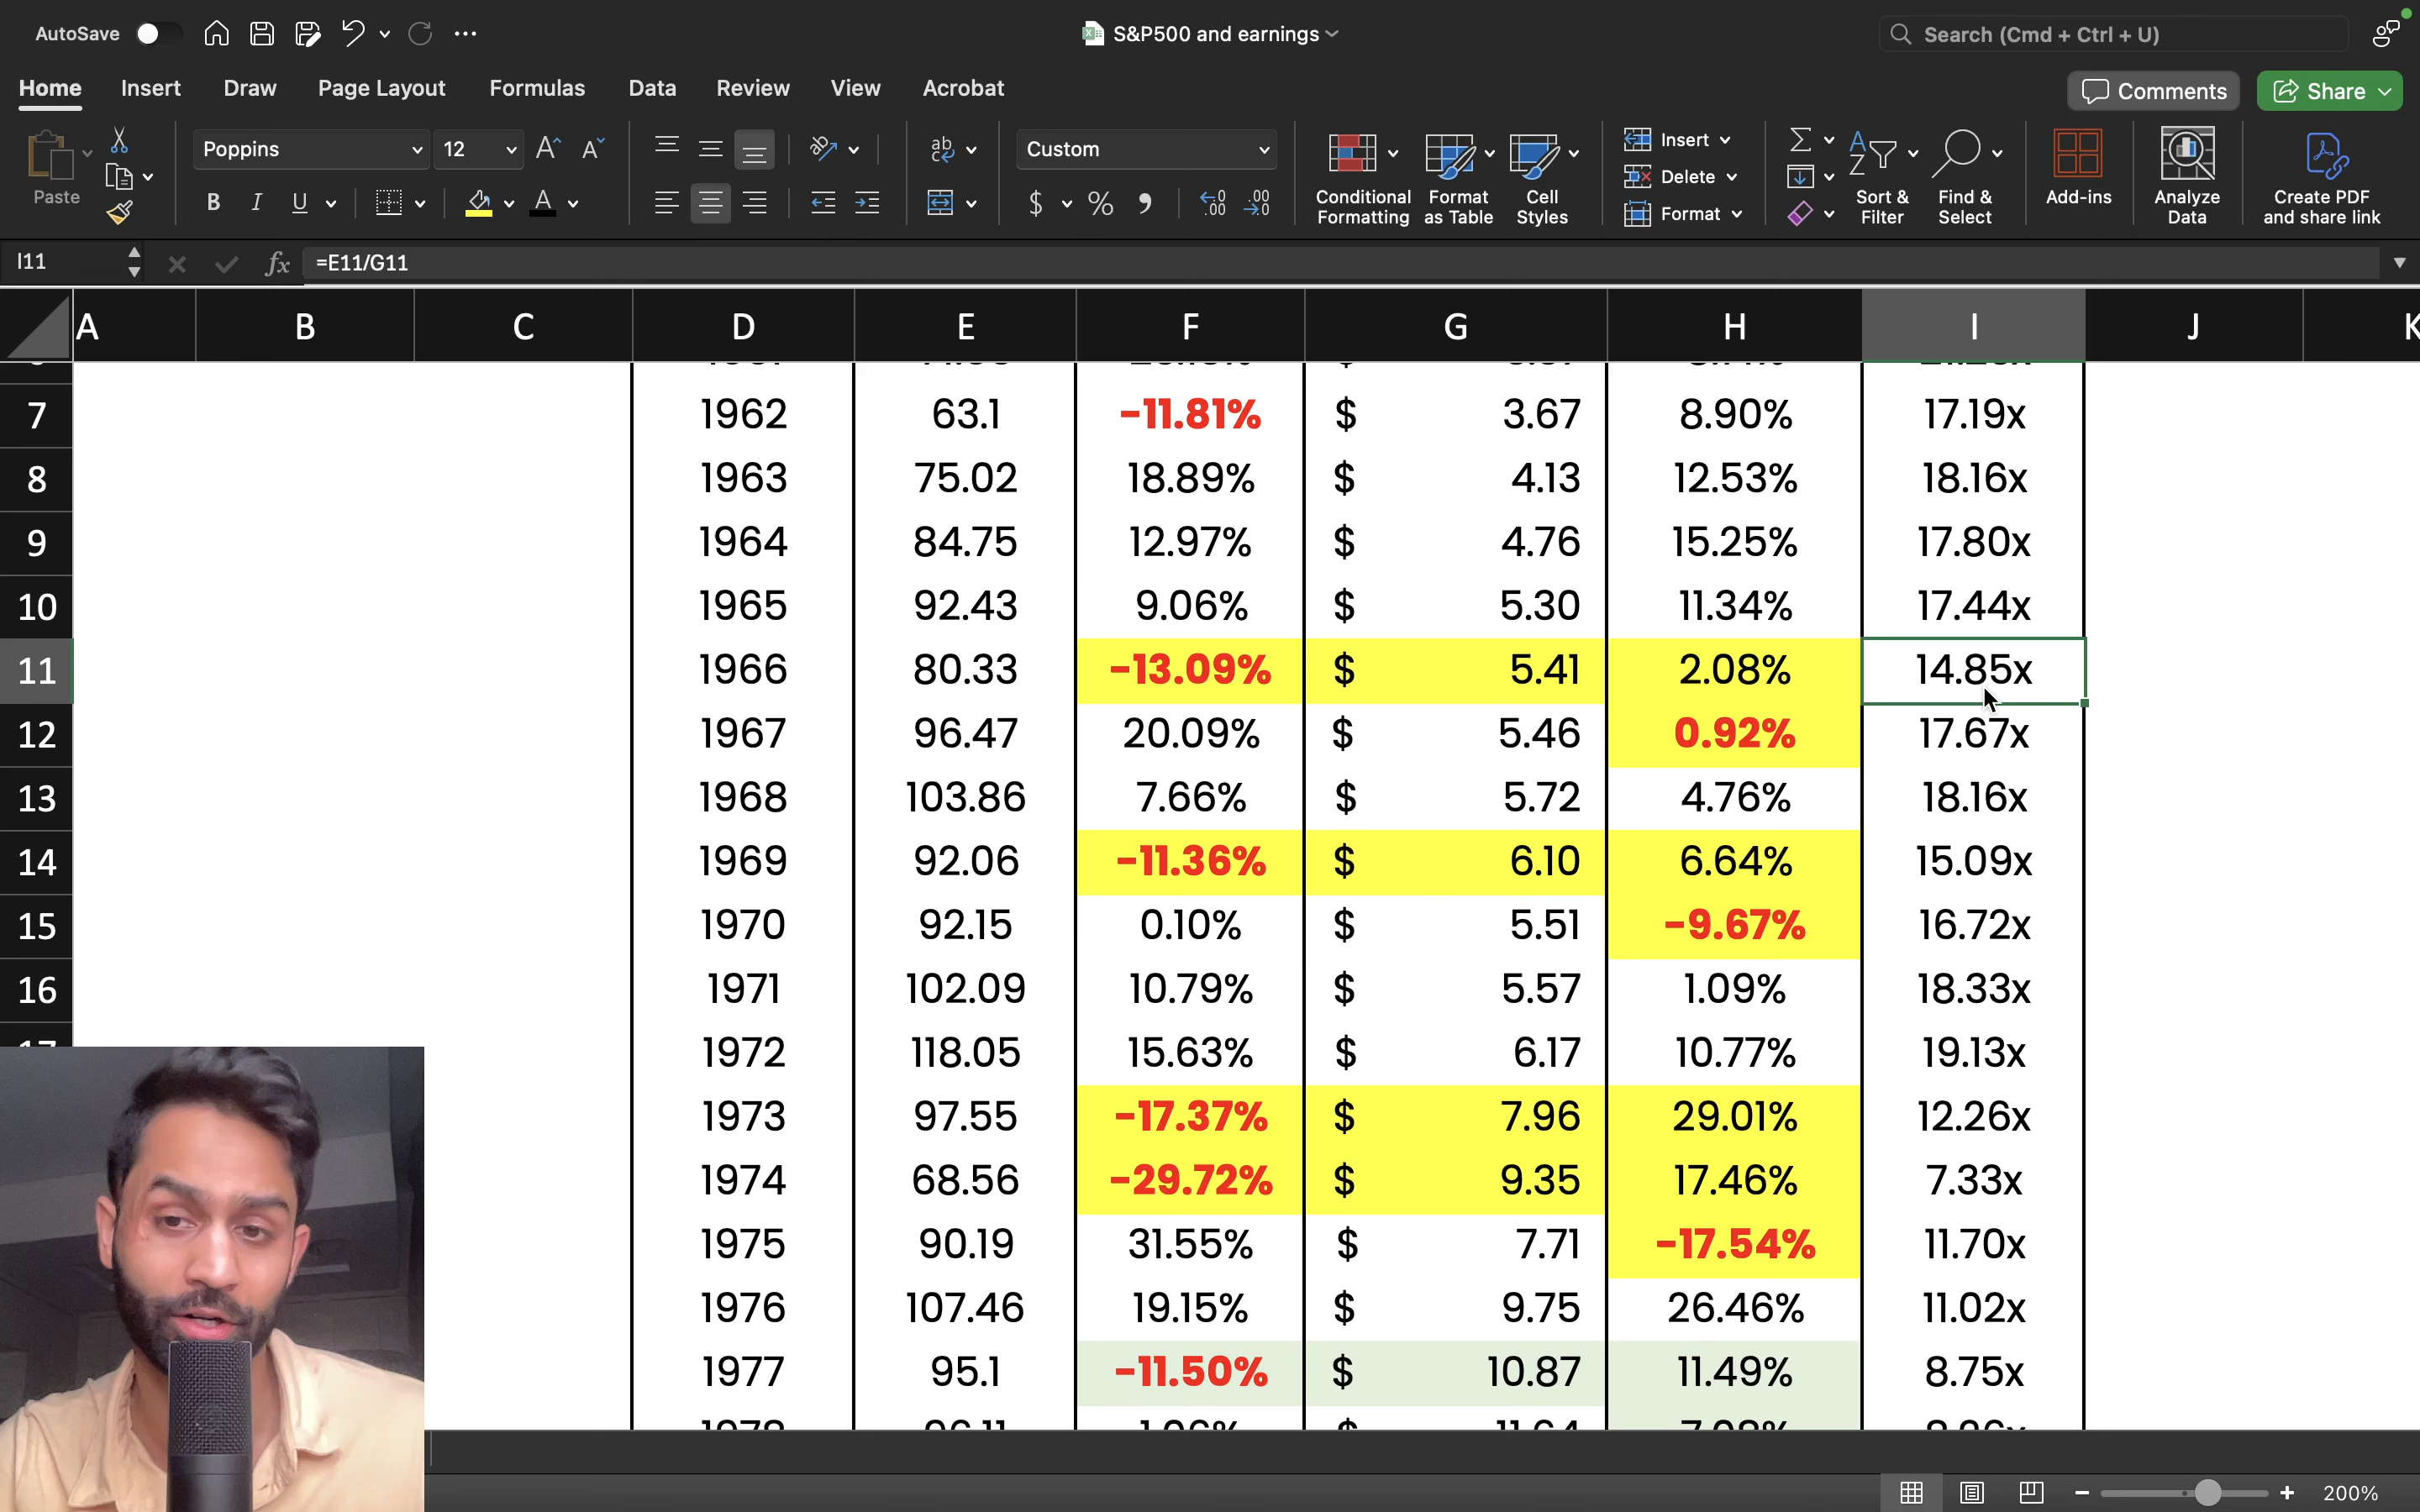 AutoSave
S&P500 and earnings
Search (Cmd + Ctrl + U)
Home Insert Draw Page Layout Formulas Data Review View Acrobat
Comments
Share
Paste
Poppins 12
B I U
Custom
$ %
Conditional Formatting
Format as Table
Cell Styles
Insert
Delete
Format
Sort & Filter
Find & Select
Add-ins
Analyze Data
Create PDF and share link
I11 fx =E11/G11
A B C D E F G H I J K
7 1962 63.1 -11.81% $ 3.67 8.90% 17.19x
8 1963 75.02 18.89% $ 4.13 12.53% 18.16x
9 1964 84.75 12.97% $ 4.76 15.25% 17.80x
10 1965 92.43 9.06% $ 5.30 11.34% 17.44x
11 1966 80.33 -13.09% $ 5.41 2.08% 14.85x
12 1967 96.47 20.09% $ 5.46 0.92% 17.67x
13 1968 103.86 7.66% $ 5.72 4.76% 18.16x
14 1969 92.06 -11.36% $ 6.10 6.64% 15.09x
15 1970 92.15 0.10% $ 5.51 -9.67% 16.72x
16 1971 102.09 10.79% $ 5.57 1.09% 18.33x
1972 118.05 15.63% $ 6.17 10.77% 19.13x
1973 97.55 -17.37% $ 7.96 29.01% 12.26x
1974 68.56 -29.72% $ 9.35 17.46% 7.33x
1975 90.19 31.55% $ 7.71 -17.54% 11.70x
1976 107.46 19.15% $ 9.75 26.46% 11.02x
1977 95.1 -11.50% $ 10.87 11.49% 8.75x
200%